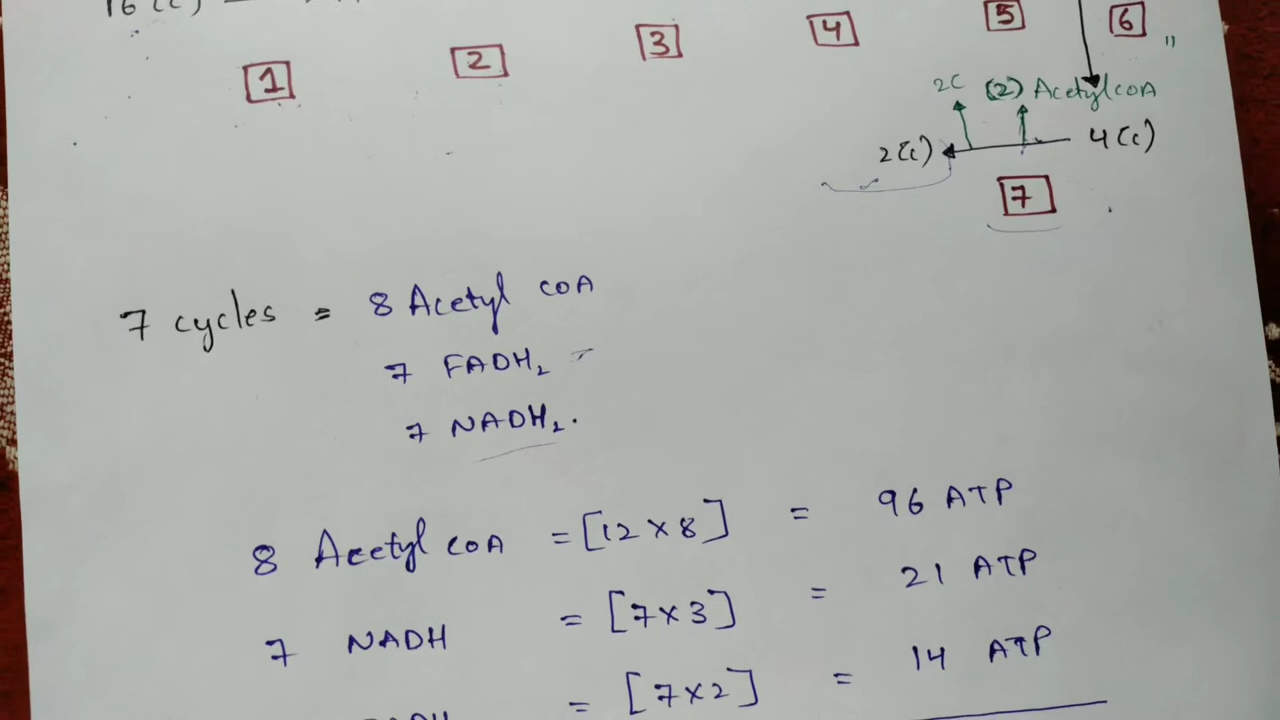 16 (c)
1 2 3 4 5 6 "
2C (2) Acetyl coA
2(c) 4 (c)
7
7 cycles = 8 Acetyl coA
7 FADH₂
7 NADH₂.
8 Acetyl coA = [12 × 8] = 96 ATP
7 NADH = [7×3] = 21 ATP
= [7×2] = 14 ATP